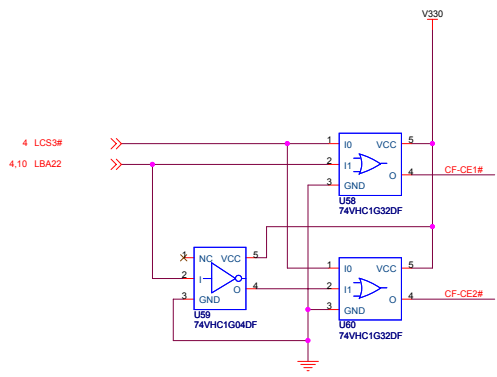 V330
4 LCS3#
4,10 LBA22
1 I0 VCC 5
2 I1 O 4 CF-CE1#
3 GND
U58
74VHC1G32DF
1 NC VCC 5
2 I O 4
3 GND
U59
74VHC1G04DF
1 I0 VCC 5
2 I1 O 4 CF-CE2#
3 GND
U60
74VHC1G32DF